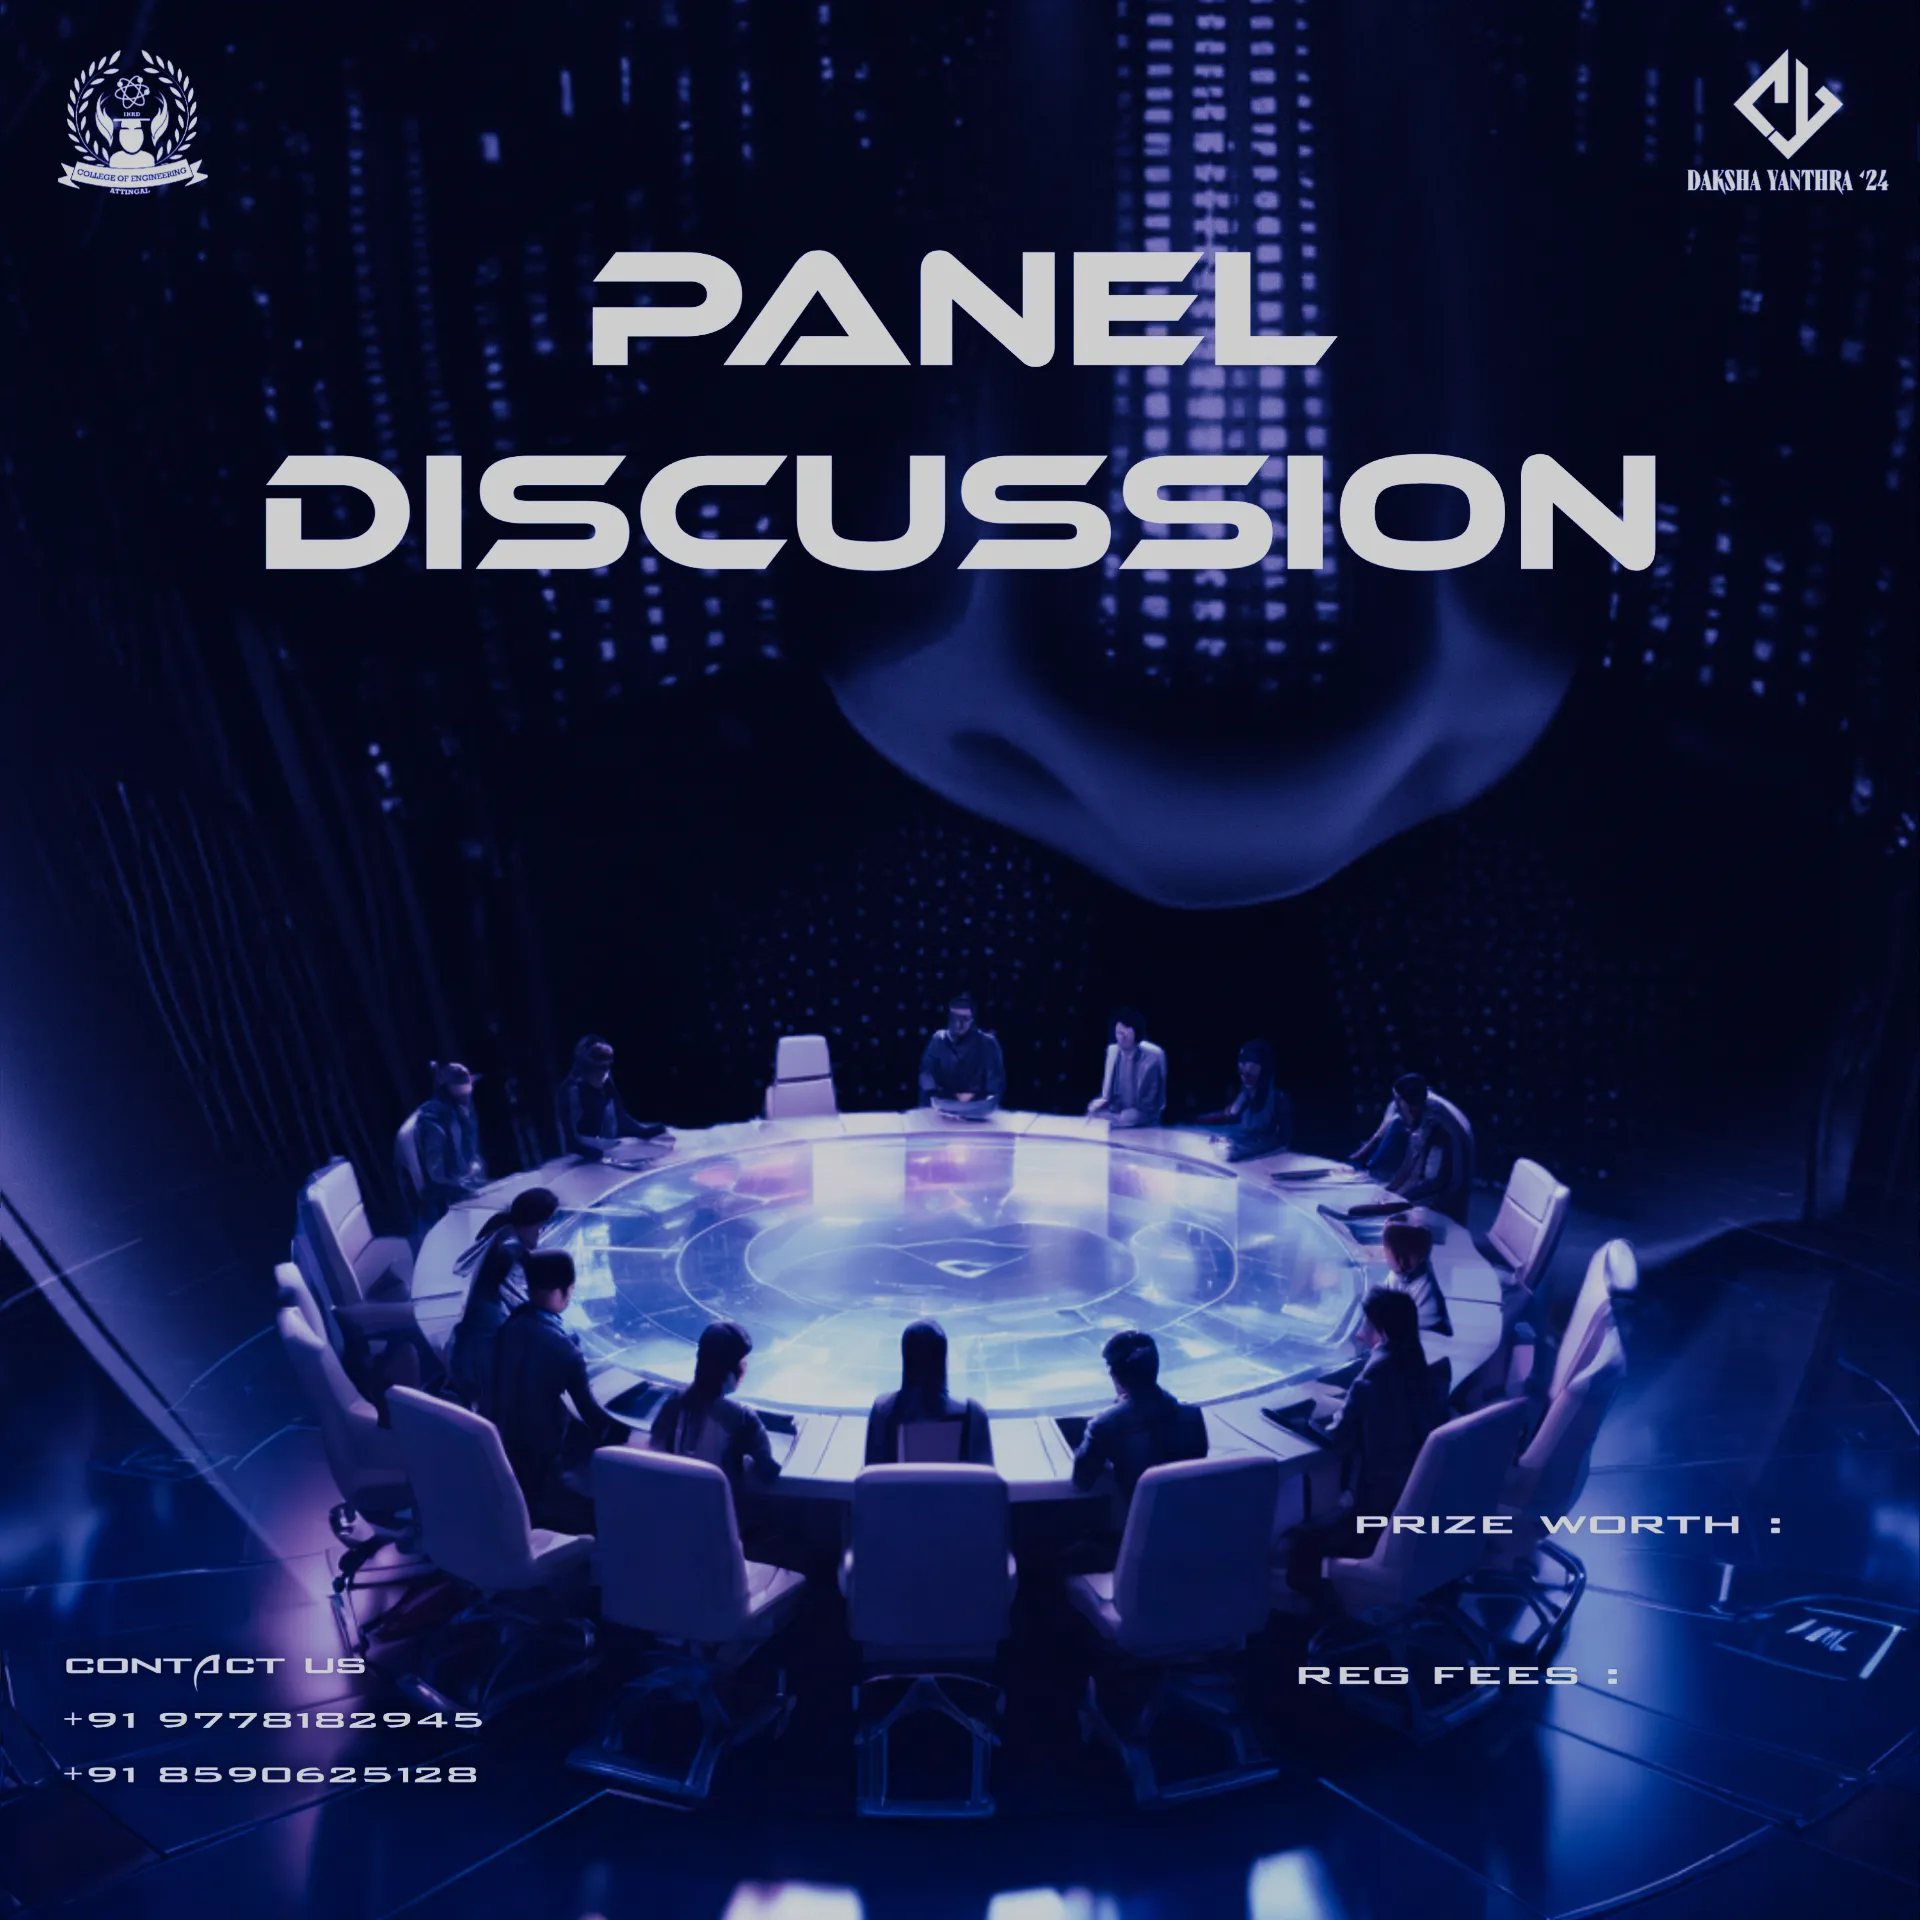 IHRD
COLLEGE OF ENGINEERING
ATTINGAL
DAKSHA YANTHRA '24
PANEL
DISCUSSION
PRIZE WORTH :
REG FEES :
CONTACT US
+91 9778182945
+91 8590625128